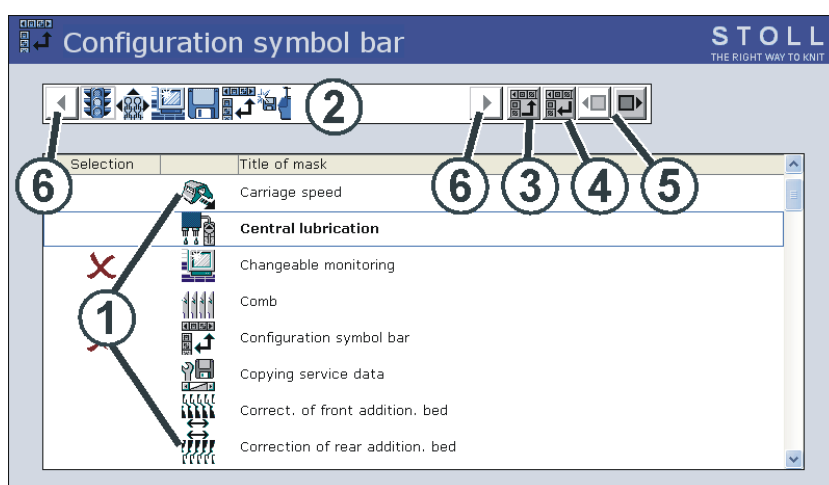 Configuration symbol bar
STOLL
THE RIGHT WAY TO KNIT
2
6
6
3
4
5
Selection
Title of mask
Carriage speed
Central lubrication
Changeable monitoring
Comb
1
Configuration symbol bar
Copying service data
Correct. of front addition. bed
Correction of rear addition. bed